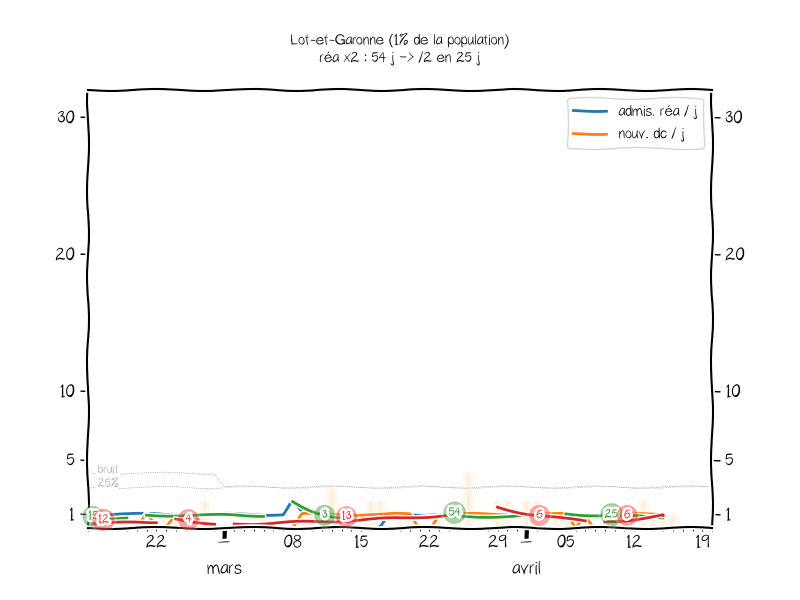 Lot-et-Garonne (1% de la population)
réa x2 : 54 j -> /2 en 25 j
admis. réa / j
nouv. dc / j
30 30
20 20
10 10
5 5
bruit
25%
1 1
12 4 3 13 54 6 25 6
22 08 15 22 29 05 12 19
mars avril